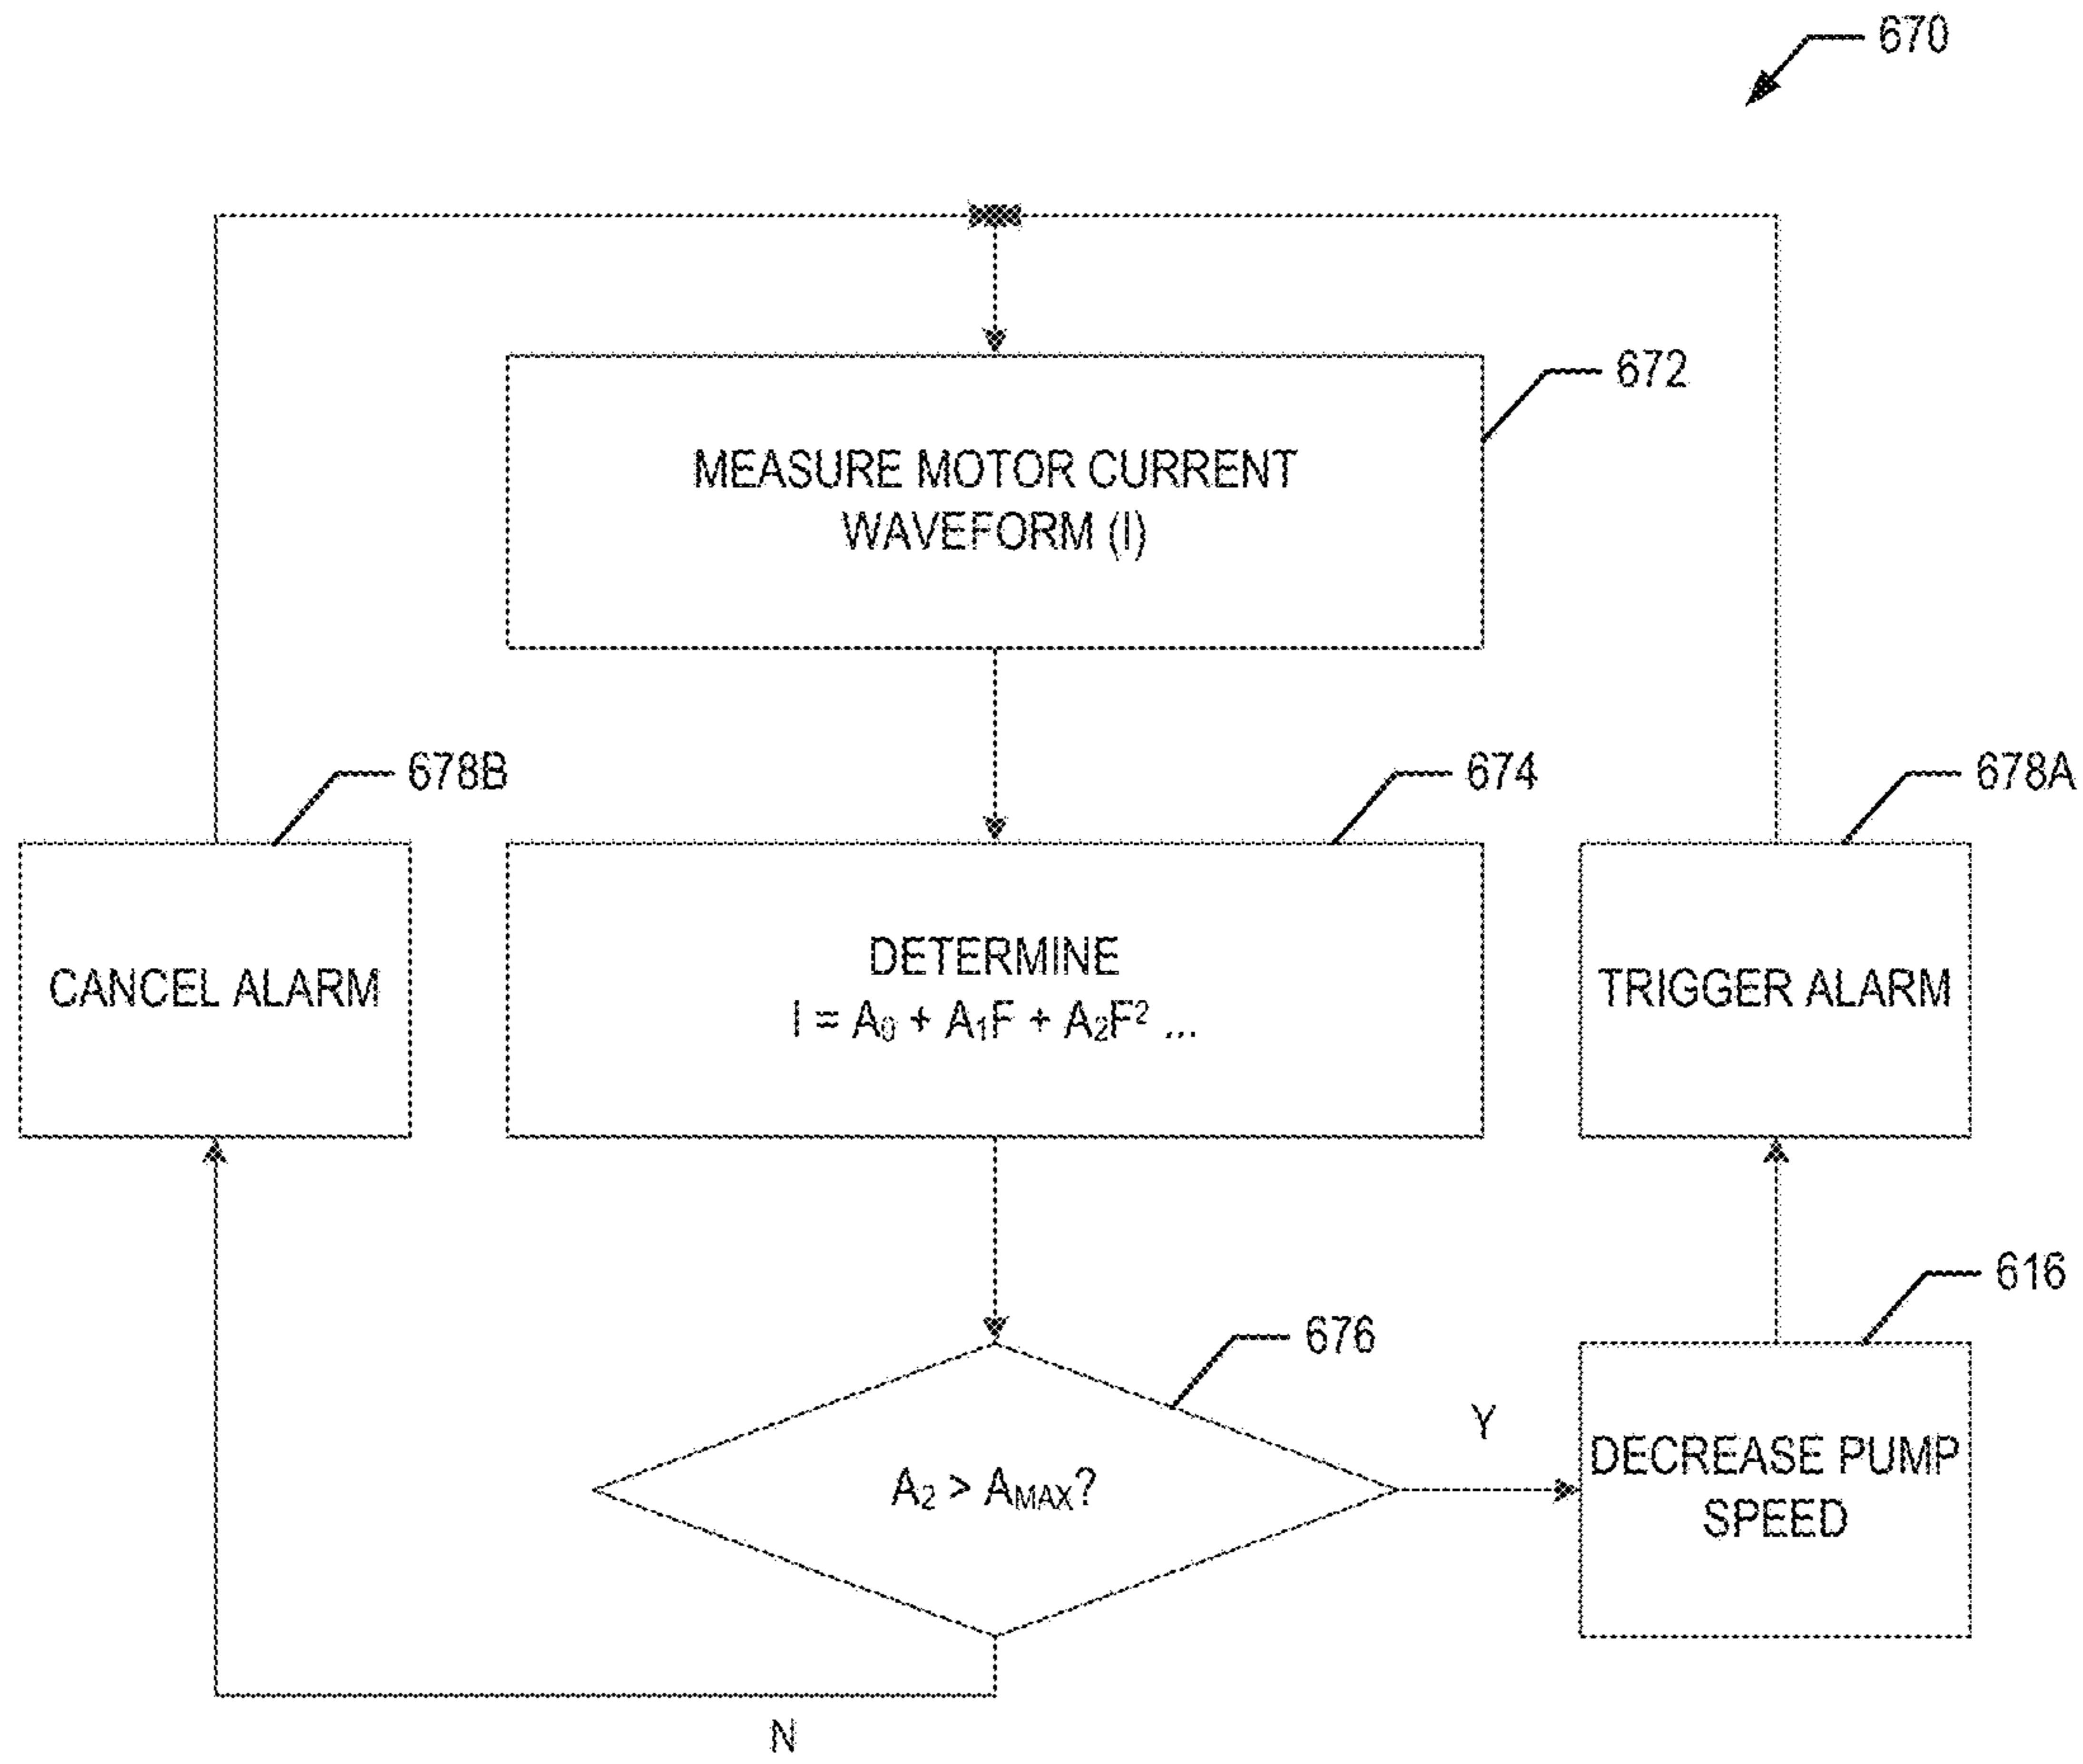 670
672
MEASURE MOTOR CURRENT
WAVEFORM (I)
678B
674
678A
CANCEL ALARM
DETERMINE
I = A₀ + A₁F + A₂F² ...
TRIGGER ALARM
616
676
Y
DECREASE PUMP
SPEED
A₂ > A_MAX?
N